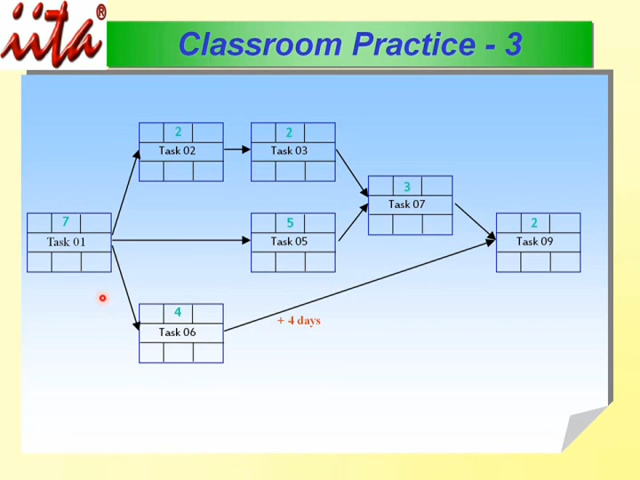 iita®
Classroom Practice - 3
2
Task 02
2
Task 03
3
Task 07
7
Task 01
5
Task 05
2
Task 09
4
Task 06
+ 4 days